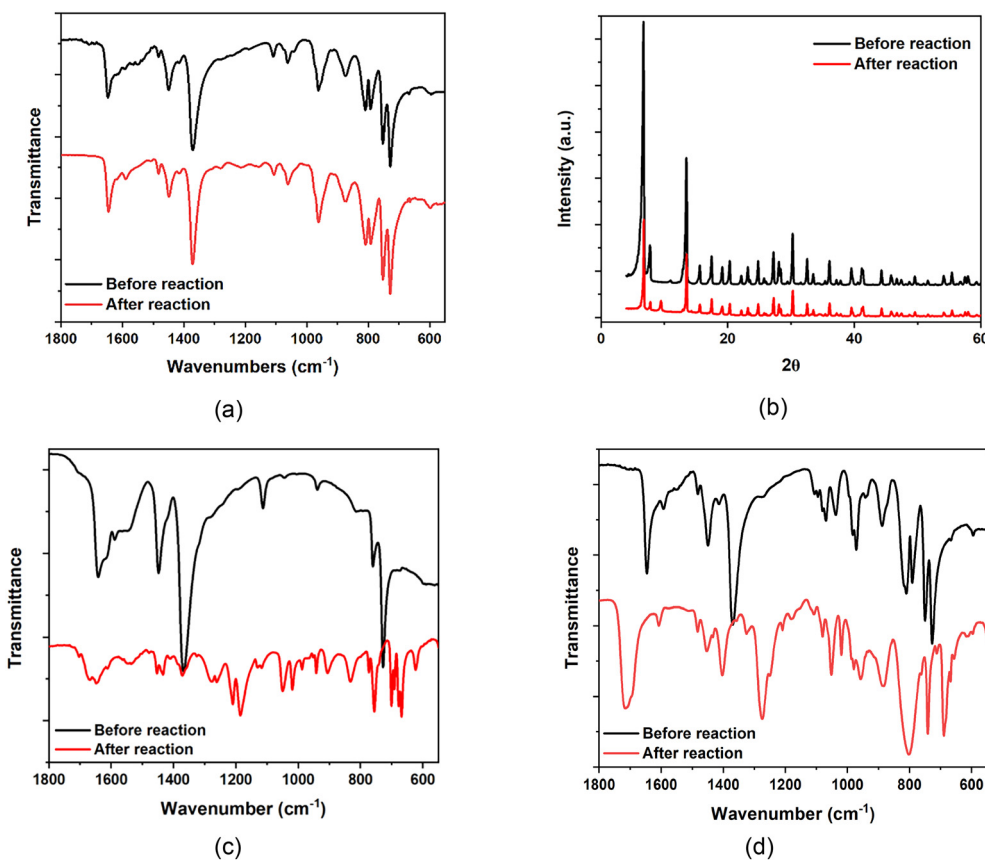 Transmittance
Before reaction
After reaction
1800 1600 1400 1200 1000 800 600
Wavenumbers (cm⁻¹)
(a)
Intensity (a.u.)
Before reaction
After reaction
0 20 40 60
2θ
(b)
Transmittance
Before reaction
After reaction
1800 1600 1400 1200 1000 800 600
Wavenumber (cm⁻¹)
(c)
Transmittance
Before reaction
After reaction
1800 1600 1400 1200 1000 800 600
Wavenumber (cm⁻¹)
(d)